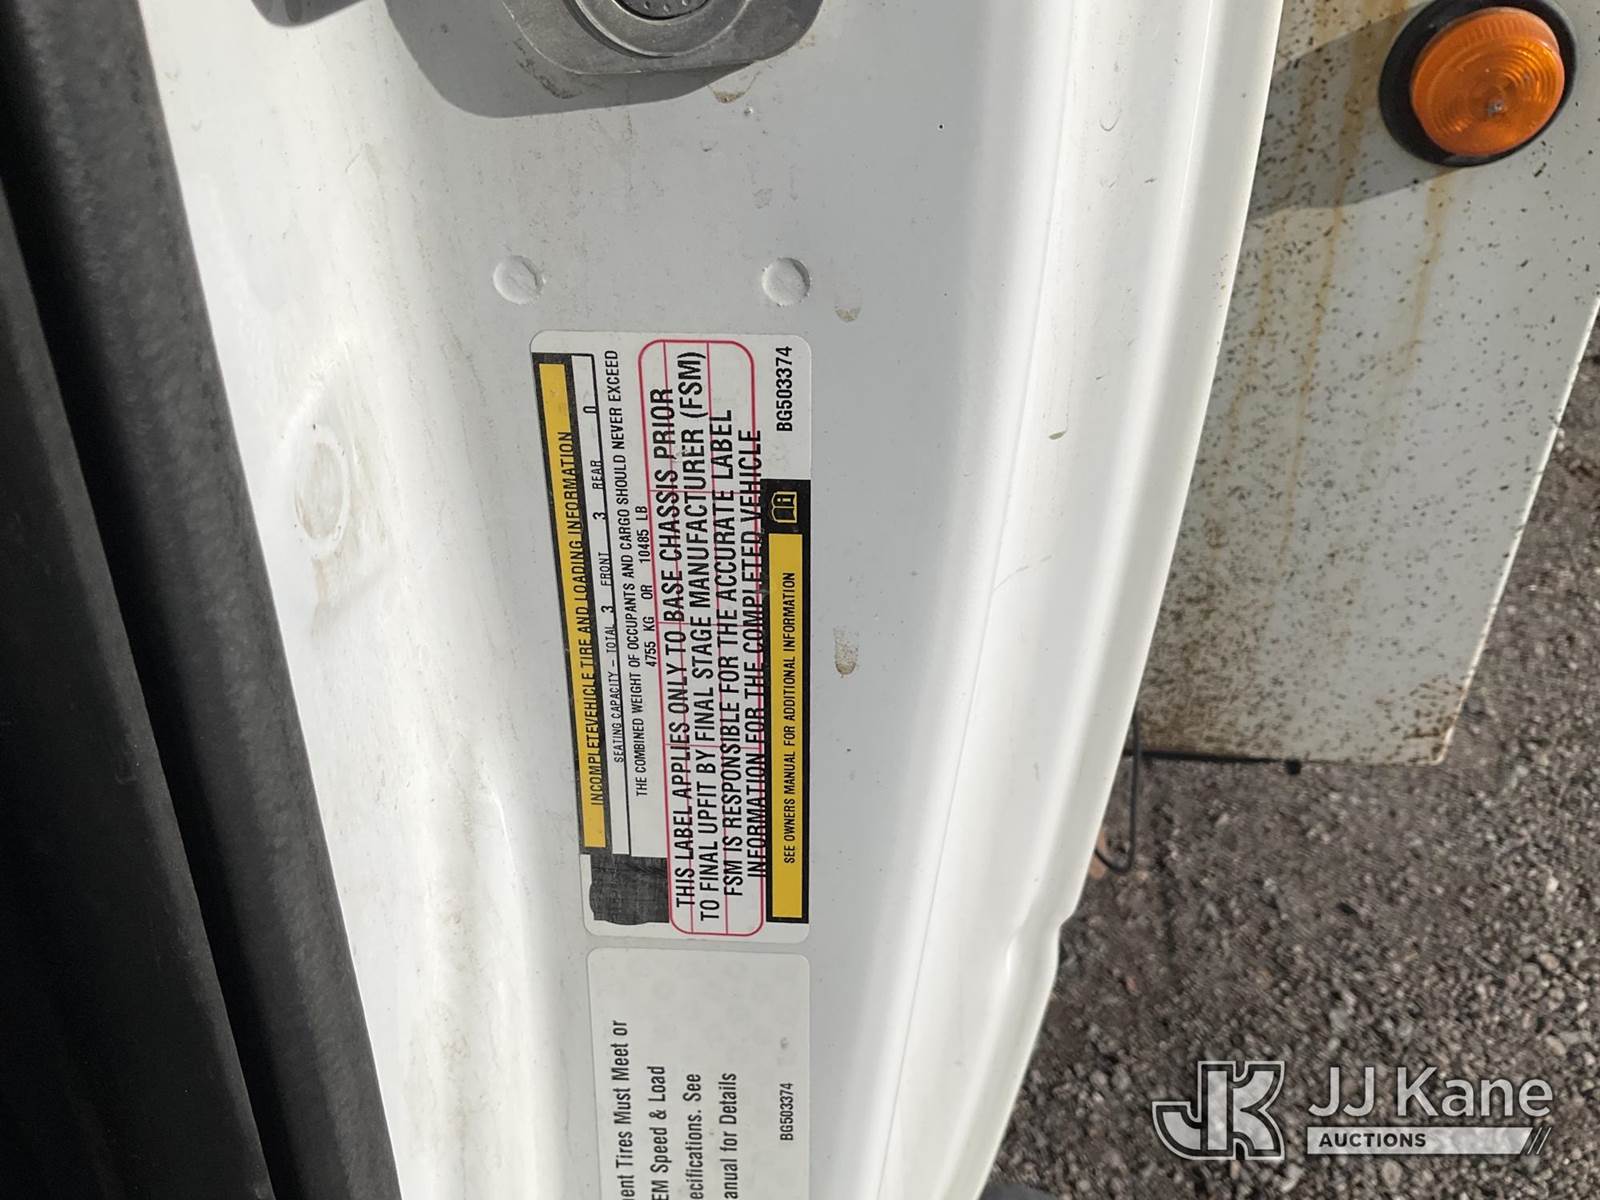 INCOMPLETEVEHICLE TIRE AND LOADING INFORMATION
SEATING CAPACITY - TOTAL 3 FRONT 3 REAR 0
THE COMBINED WEIGHT OF OCCUPANTS AND CARGO SHOULD NEVER EXCEED
4755 KG OR 10485 LB
THIS LABEL APPLIES ONLY TO BASE CHASSIS PRIOR
TO FINAL UPFIT BY FINAL STAGE MANUFACTURER (FSM)
FSM IS RESPONSIBLE FOR THE ACCURATE LABEL
INFORMATION FOR THE COMPLETED VEHICLE
SEE OWNERS MANUAL FOR ADDITIONAL INFORMATION
BG503374
Tires Must Meet or
Speed & Load
See
for Details
BG503374
JK JJ Kane
AUCTIONS